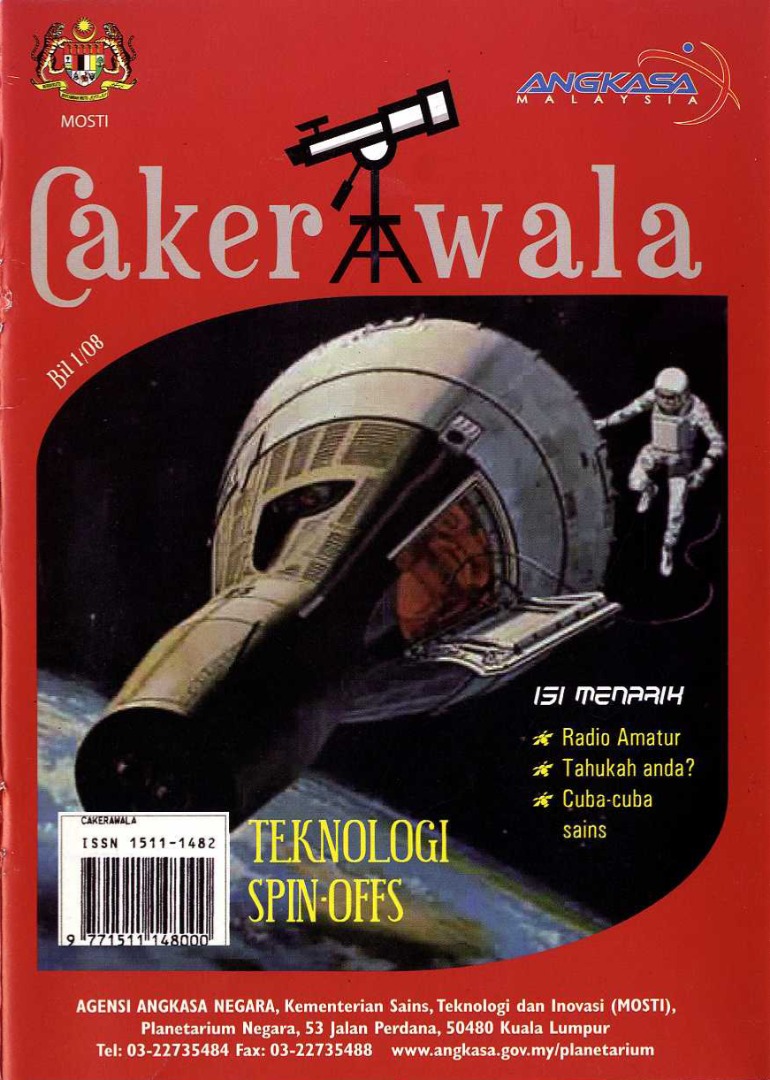 MOSTI
ANGKASA
MALAYSIA
Cakerawala
Bil 1/08
ISI MENARIK
Radio Amatur
Tahukah anda?
Cuba-cuba
sains
CAKERAWALA
ISSN 1511-1482
9 771511 148000
TEKNOLOGI
SPIN-OFFS
AGENSI ANGKASA NEGARA, Kementerian Sains, Teknologi dan Inovasi (MOSTI),
Planetarium Negara, 53 Jalan Perdana, 50480 Kuala Lumpur
Tel: 03-22735484 Fax: 03-22735488 www.angkasa.gov.my/planetarium